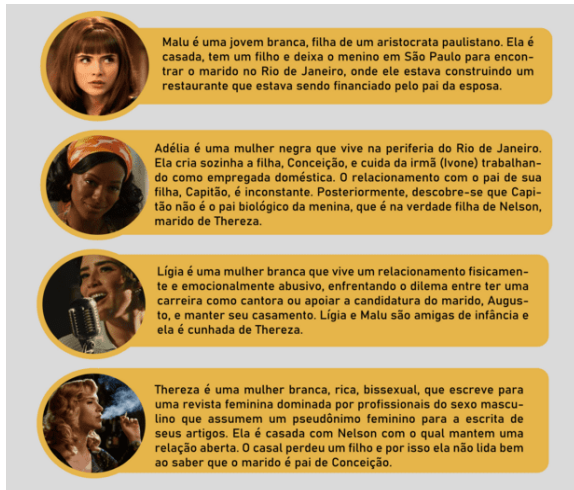 Malu é uma jovem branca, filha de um aristocrata paulistano. Ela é
casada, tem um filho e deixa o menino em São Paulo para encon-
trar o marido no Rio de Janeiro, onde ele estava construindo um
restaurante que estava sendo financiado pelo pai da esposa.
Adélia é uma mulher negra que vive na periferia do Rio de Janeiro.
Ela cria sozinha a filha, Conceição, e cuida da irmã (Ivone) trabalhan-
do como empregada doméstica. O relacionamento com o pai de sua
filha, Capitão, é inconstante. Posteriormente, descobre-se que Capi-
tão não é o pai biológico da menina, que é na verdade filha de Nelson,
marido de Thereza.
Lígia é uma mulher branca que vive um relacionamento fisicamen-
te e emocionalmente abusivo, enfrentando o dilema entre ter uma
carreira como cantora ou apoiar a candidatura do marido, Augus-
to, e manter seu casamento. Lígia e Malu são amigas de infância e
ela é cunhada de Thereza.
Thereza é uma mulher branca, rica, bissexual, que escreve para
uma revista feminina dominada por profissionais do sexo mascu-
lino que assumem um pseudônimo feminino para a escrita de
seus artigos. Ela é casada com Nelson com o qual mantem uma
relação aberta. O casal perdeu um filho e por isso ela não lida bem
ao saber que o marido é pai de Conceição.